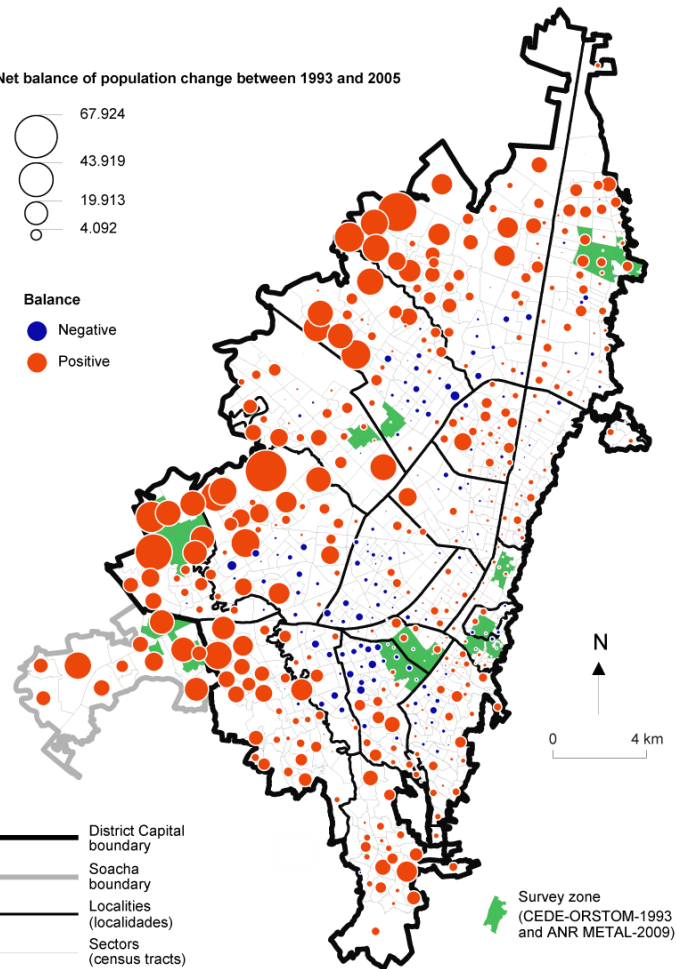 Net balance of population change between 1993 and 2005
67.924
43.919
19.913
4.092
Balance
Negative
Positive
N
0 4 km
District Capital
boundary
Soacha
boundary
Localities
(localidades)
Sectors
(census tracts)
Survey zone
(CEDE-ORSTOM-1993
and ANR METAL-2009)